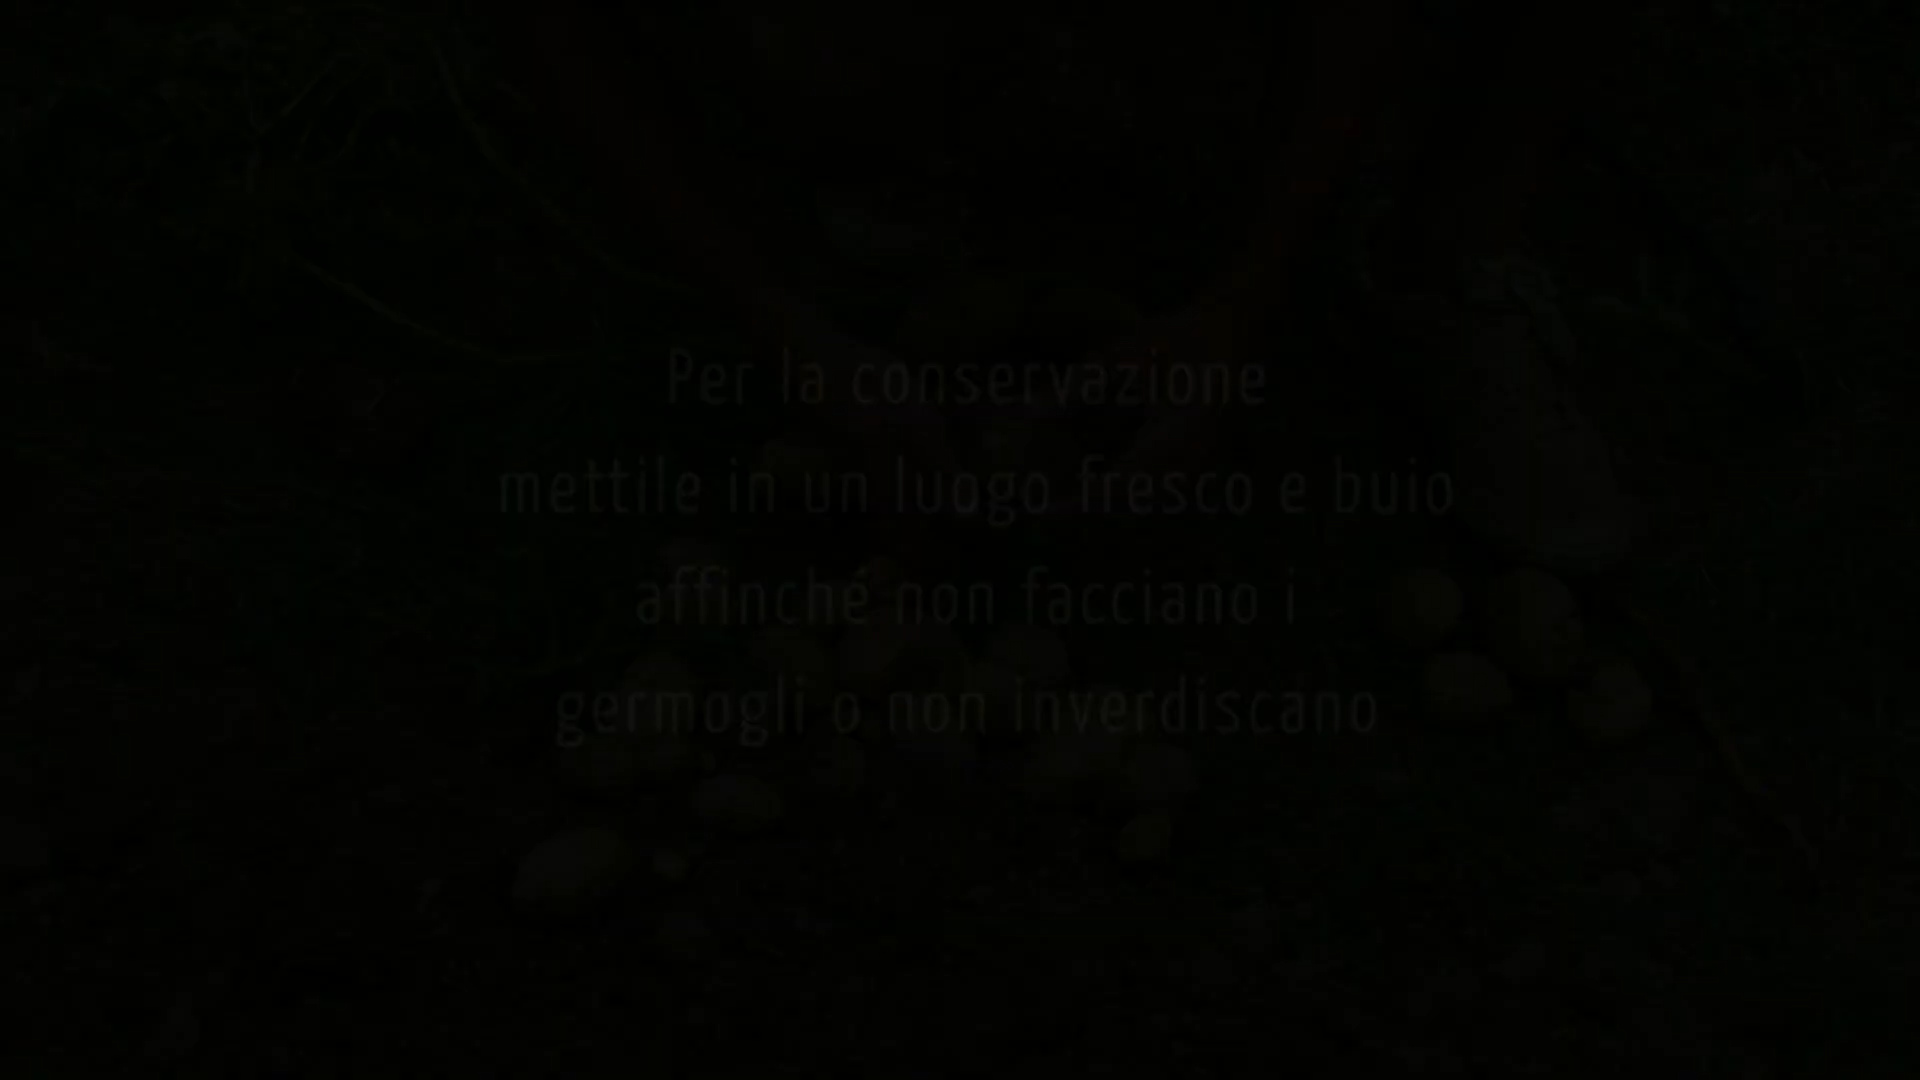 Per la conservazione
mettile in un luogo fresco e buio
affinché non facciano i
germogli o non inverdiscano